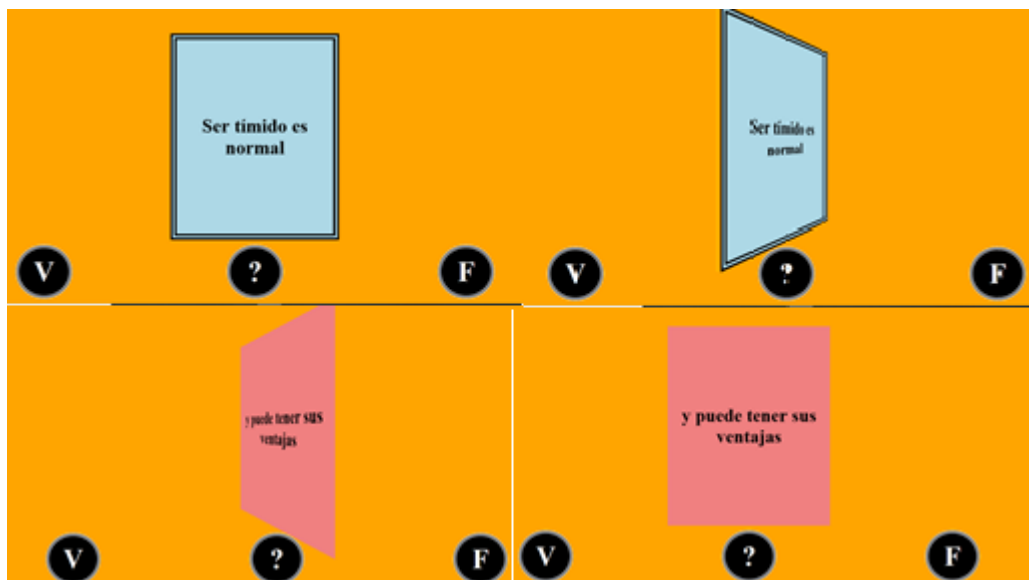 Ser tímido es
normal
V ? F
Ser tímido es
normal
V ? F
y puede tener sus
ventajas
V ? F
y puede tener sus
ventajas
V ? F